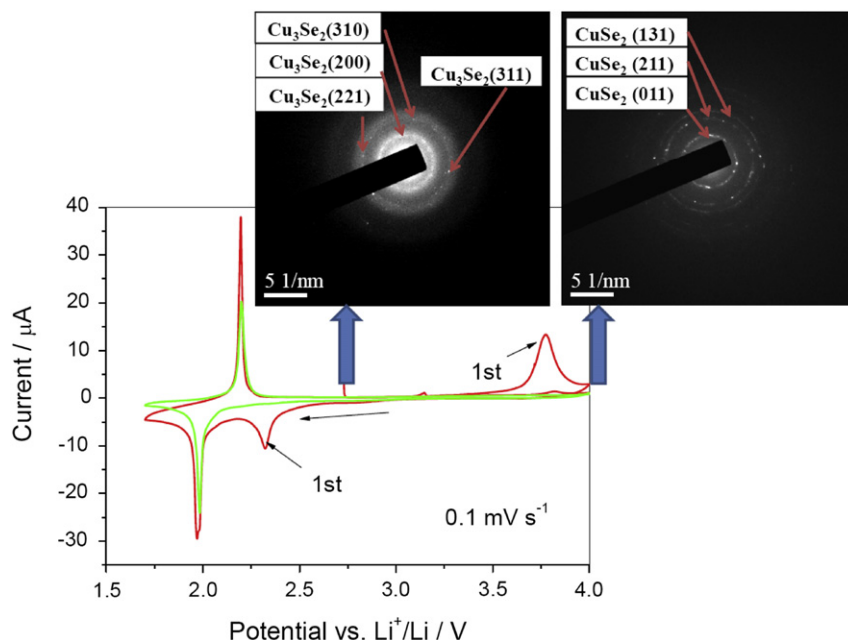 Cu₃Se₂(310)
Cu₃Se₂(200)
Cu₃Se₂(221)
Cu₃Se₂(311)
CuSe₂ (131)
CuSe₂ (211)
CuSe₂ (011)
5 1/nm
5 1/nm
40
30
20
10
0
-10
-20
-30
Current / μA
1st
1st
0.1 mV s⁻¹
1.5 2.0 2.5 3.0 3.5 4.0
Potential vs. Li⁺/Li / V